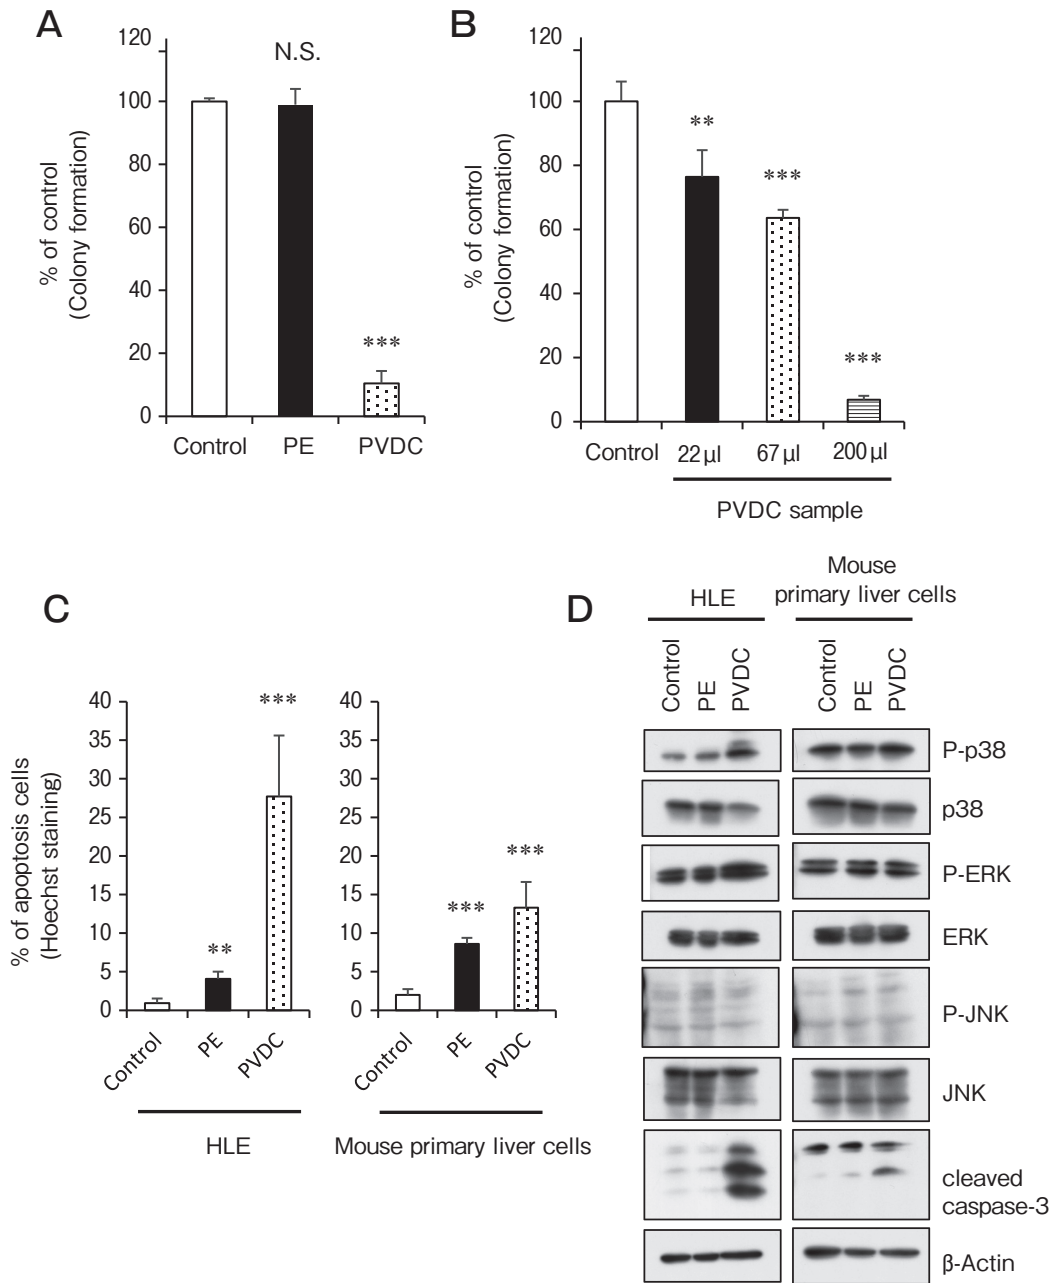 A
120
100
80
60
40
20
0
% of control
(Colony formation)
N.S.
***
Control PE PVDC
B
120
100
80
60
40
20
0
% of control
(Colony formation)
**
***
***
Control 22 µl 67 µl 200 µl
PVDC sample
C
% of apoptosis cells
(Hoechst staining)
40
35
30
25
20
15
10
5
0
**
***
Control PE PVDC
HLE
40
35
30
25
20
15
10
5
0
***
***
Control PE PVDC
Mouse primary liver cells
D
HLE
Mouse
primary liver cells
Control PE PVDC
Control PE PVDC
P-p38
p38
P-ERK
ERK
P-JNK
JNK
cleaved
caspase-3
β-Actin